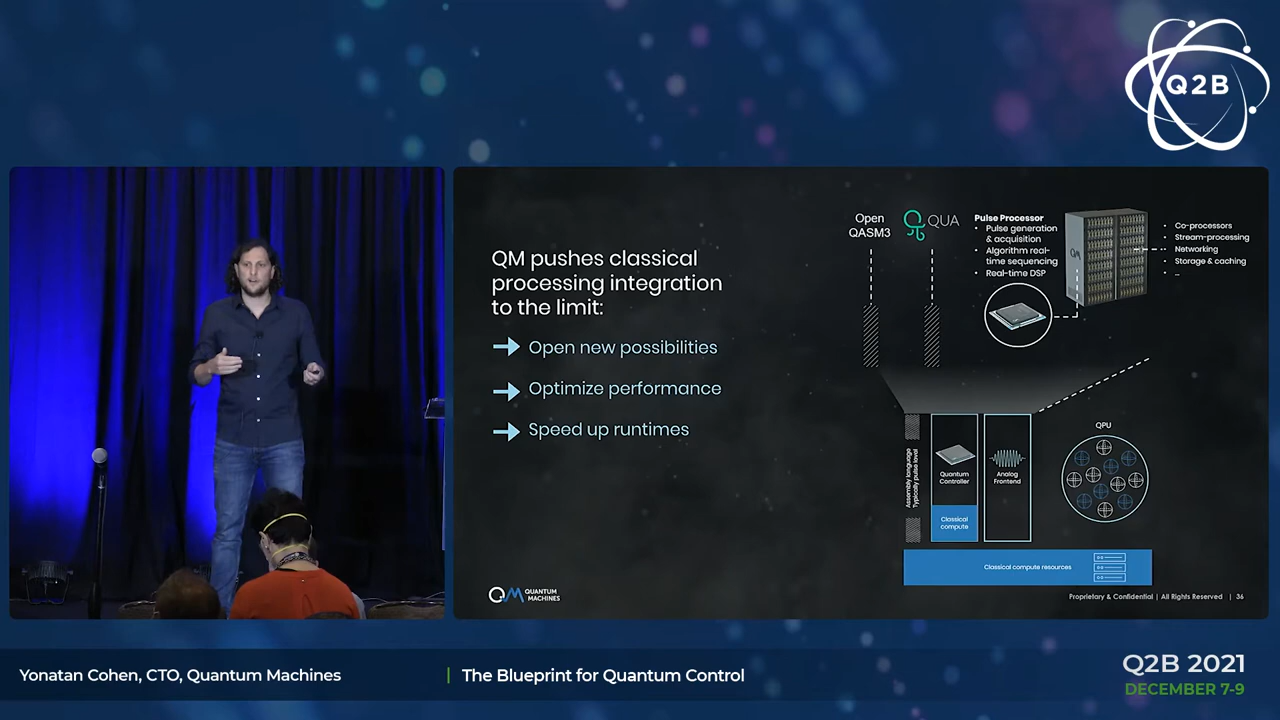 Q2B
QM pushes classical
processing integration
to the limit:
Open new possibilities
Optimize performance
Speed up runtimes
Open
QASM3
QUA
Pulse Processor
• Pulse generation
& acquisition
• Algorithm real-
time sequencing
• Real-time DSP
QM
• Co-processors
• Stream-processing
• Networking
• Storage & caching
• ...
Assembly language
Typically pulse level
Quantum
Controller
Classical
compute
Analog
Frontend
QPU
Classical compute resources
QM QUANTUM
MACHINES
Proprietary & Confidential | All Rights Reserved | 36
Yonatan Cohen, CTO, Quantum Machines
| The Blueprint for Quantum Control
Q2B 2021
DECEMBER 7-9